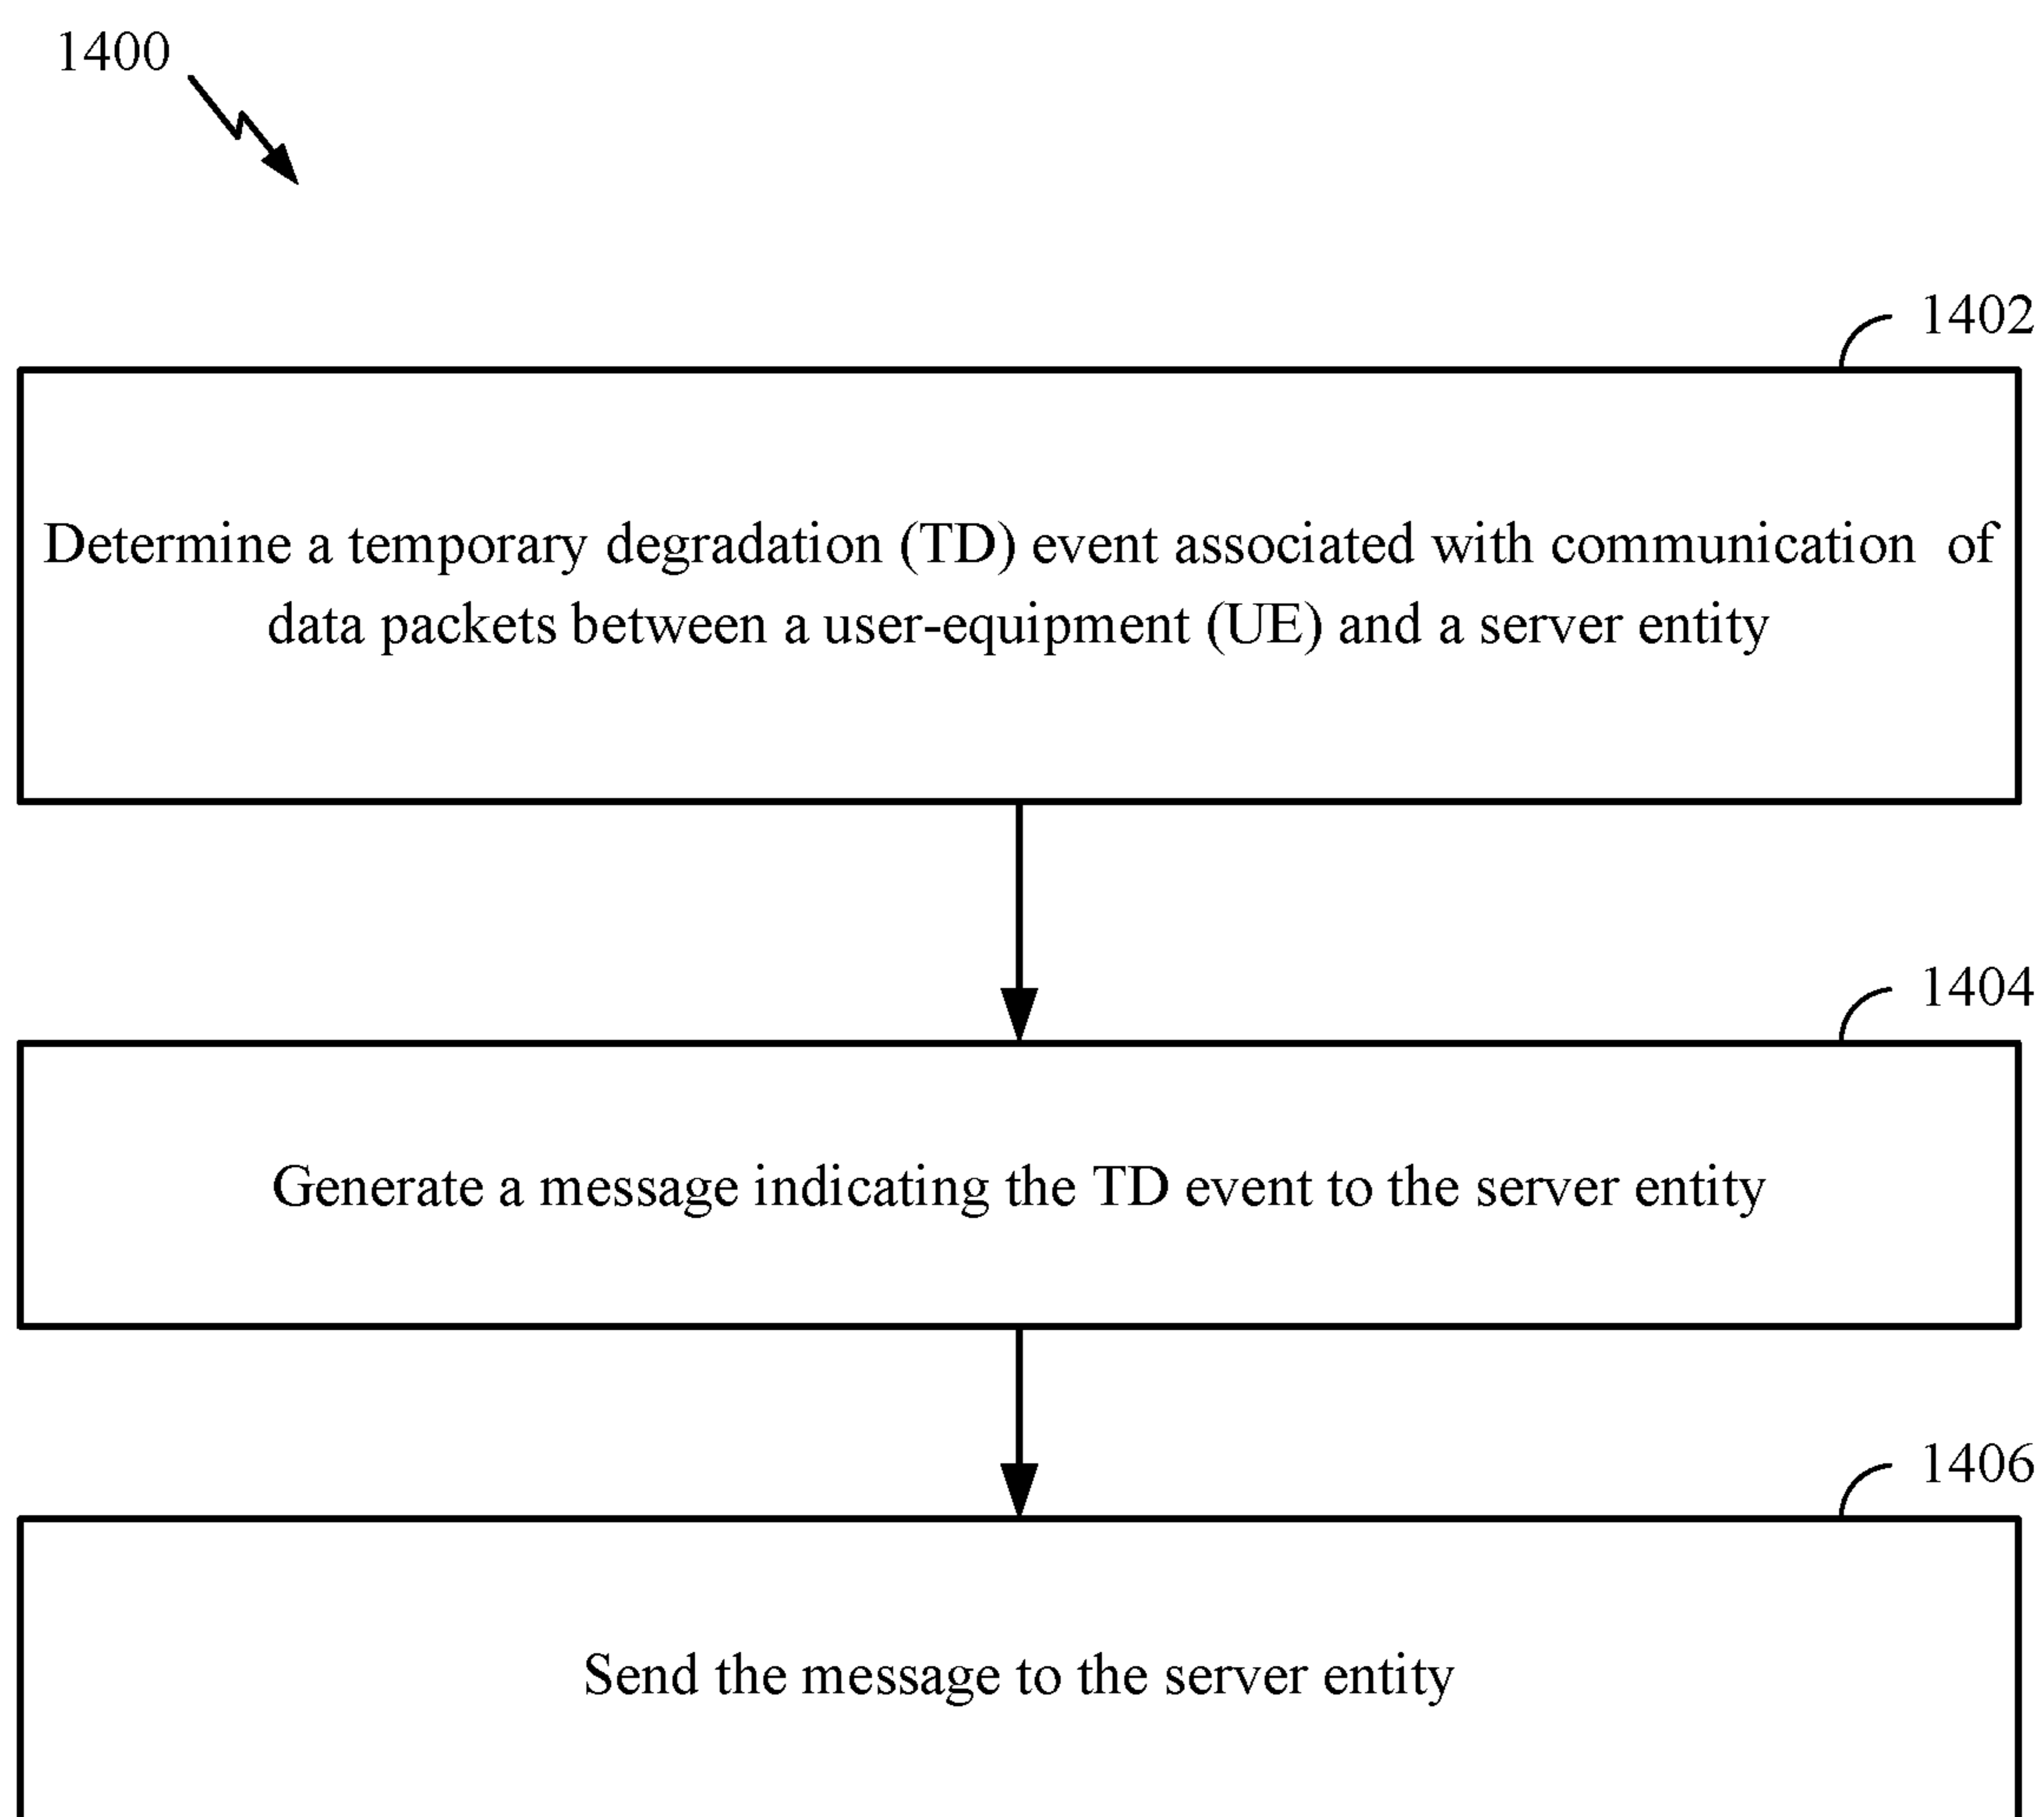 1400
1402
Determine a temporary degradation (TD) event associated with communication of
data packets between a user-equipment (UE) and a server entity
1404
Generate a message indicating the TD event to the server entity
1406
Send the message to the server entity